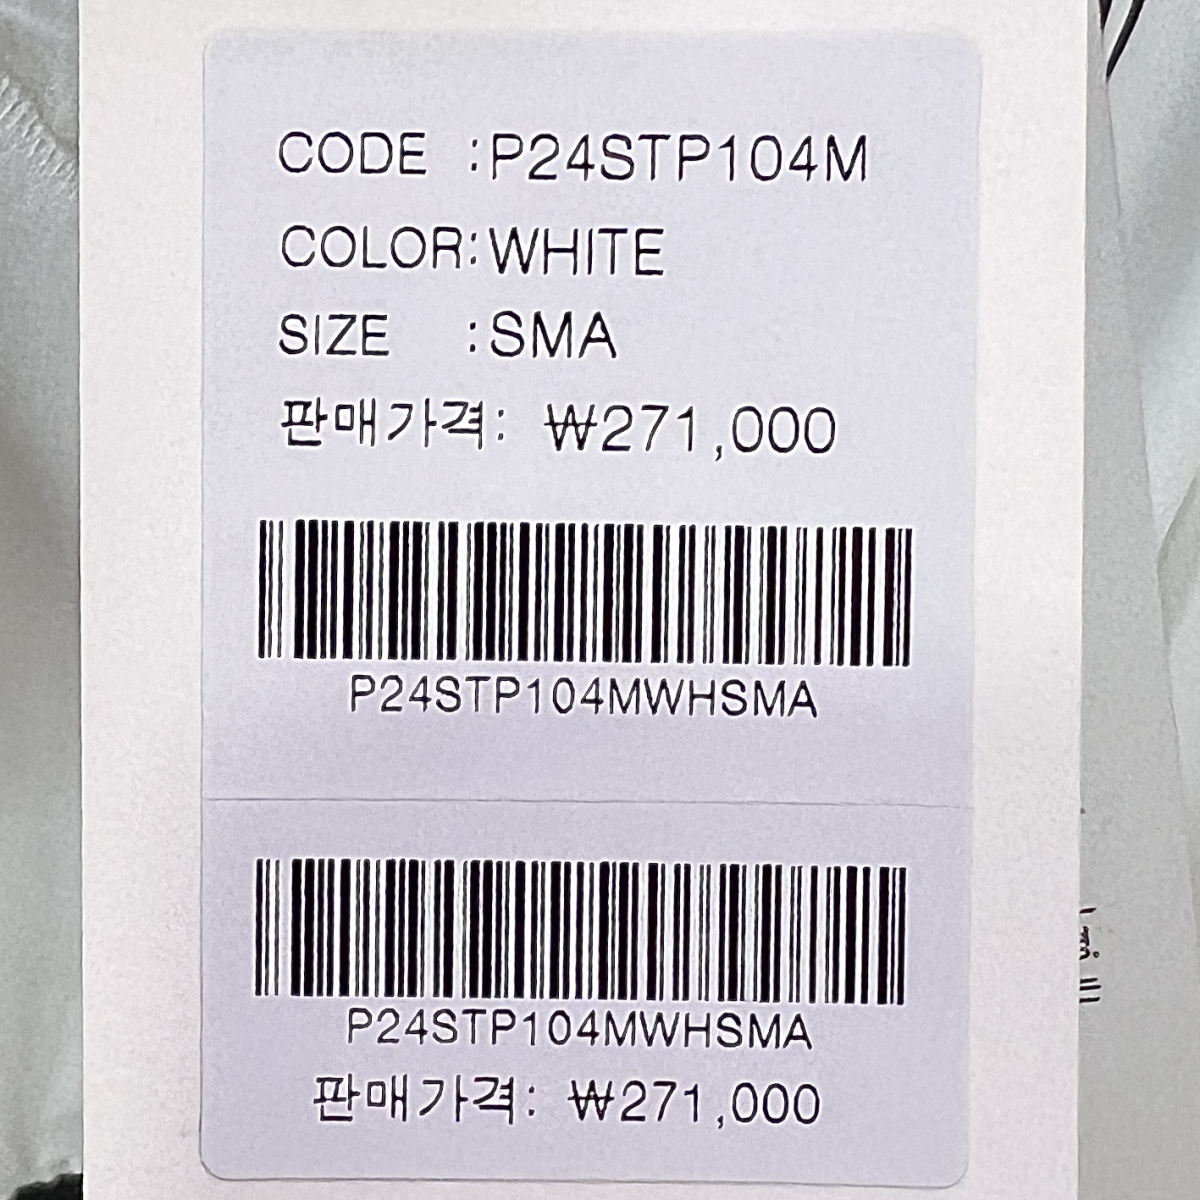 CODE :P24STP104M
COLOR:WHITE
SIZE :SMA
판매가격: ₩271,000
P24STP104MWHSMA
P24STP104MWHSMA
판매가격: ₩271,000